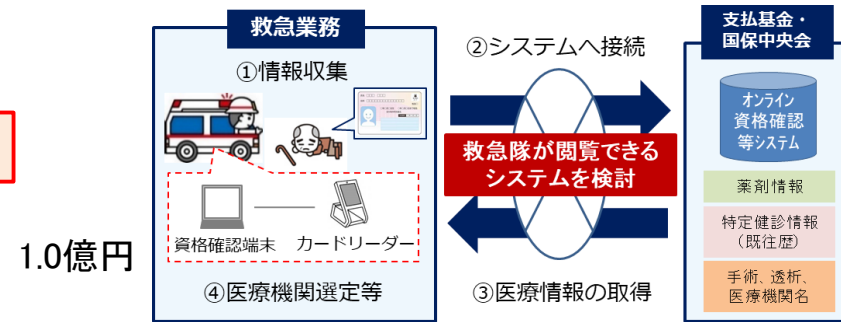 救急業務
①情報収集
資格確認端末
カードリーダー
④医療機関選定等
1.0億円
②システムへ接続
救急隊が閲覧できる
システムを検討
③医療情報の取得
支払基金・
国保中央会
オンライン
資格確認
等システム
薬剤情報
特定健診情報
（既往歴）
手術、透析、
医療機関名